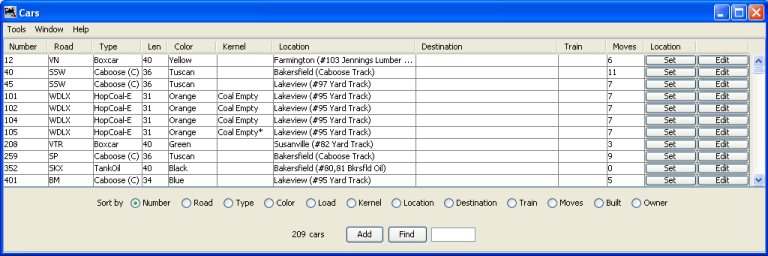 Cars
Tools Window Help
Number Road Type Len Color Kernel Location Destination Train Moves Location
12 VN Boxcar 40 Yellow Farmington (#103 Jennings Lumber ... 6 Set Edit
40 SSW Caboose (C) 36 Tuscan Bakersfield (Caboose Track) 11 Set Edit
45 SSW Caboose (C) 36 Tuscan Lakeview (#97 Yard Track) 7 Set Edit
101 WDLX HopCoal-E 31 Orange Coal Empty Lakeview (#95 Yard Track) 7 Set Edit
102 WDLX HopCoal-E 31 Orange Coal Empty Lakeview (#95 Yard Track) 7 Set Edit
104 WDLX HopCoal-E 31 Orange Coal Empty Lakeview (#95 Yard Track) 7 Set Edit
105 WDLX HopCoal-E 31 Orange Coal Empty* Lakeview (#95 Yard Track) 7 Set Edit
208 VTR Boxcar 40 Green Susanville (#82 Yard Track) 3 Set Edit
259 SP Caboose (C) 36 Tuscan Bakersfield (Caboose Track) 9 Set Edit
352 SKX TankOil 40 Black Bakersfield (#80,81 Bkrsfld Oil) 0 Set Edit
401 BM Caboose (C) 34 Blue Lakeview (#95 Yard Track) 5 Set Edit
Sort by Number Road Type Color Load Kernel Location Destination Train Moves Built Owner
209 cars Add Find